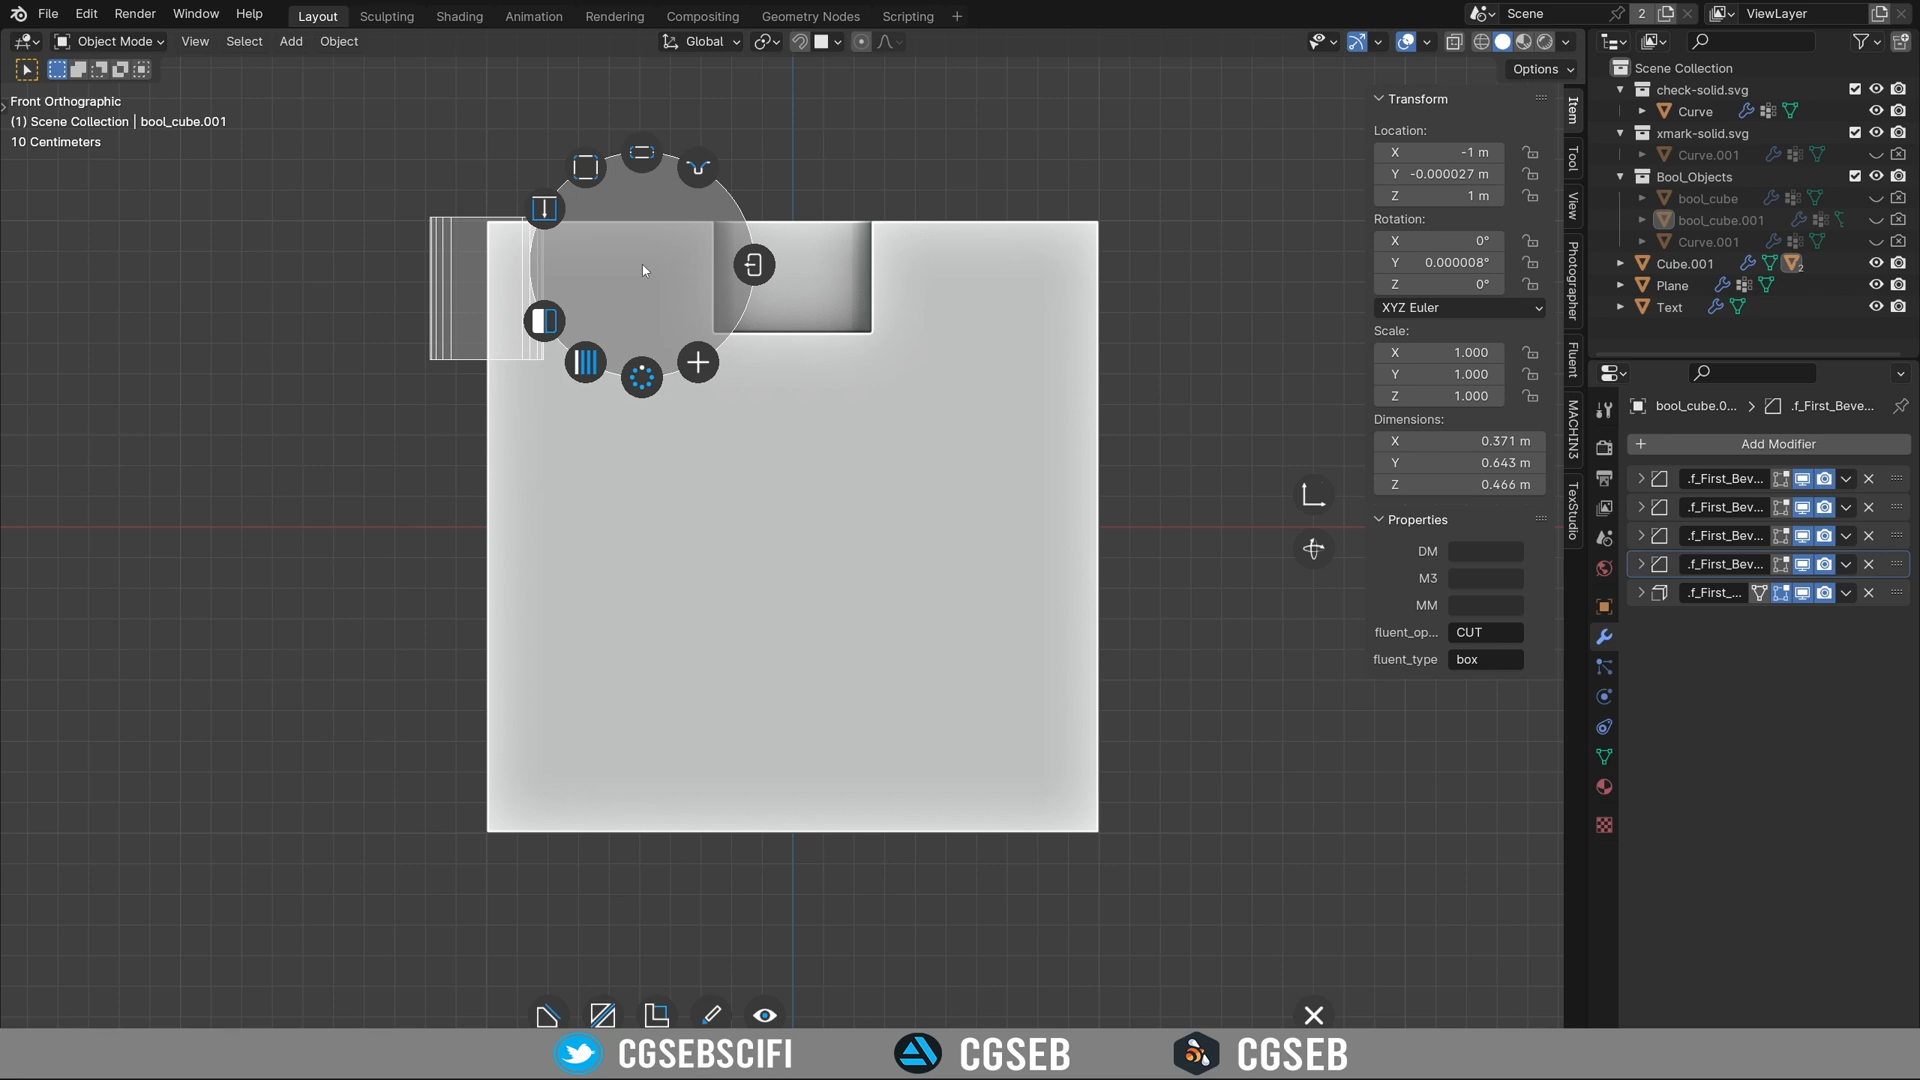 File Edit Render Window Help Layout Sculpting Shading Animation Rendering Compositing Geometry Nodes Scripting + Scene 2 ViewLayer
Object Mode View Select Add Object Global
Options
Front Orthographic
(1) Scene Collection | bool_cube.001
10 Centimeters
Transform
Location:
X -1 m
Y -0.000027 m
Z 1 m
Rotation:
X 0°
Y 0.000008°
Z 0°
XYZ Euler
Scale:
X 1.000
Y 1.000
Z 1.000
Dimensions:
X 0.371 m
Y 0.643 m
Z 0.466 m
Properties
DM
M3
MM
fluent_op... CUT
fluent_type box
Item
Tool
View
Photographer
Fluent
MACHIN3
TexStudio
Scene Collection
check-solid.svg
Curve
xmark-solid.svg
Curve.001
Bool_Objects
bool_cube
bool_cube.001
Curve.001
Cube.001 2
Plane
Text
bool_cube.0... .f_First_Beve...
Add Modifier
.f_First_Bev...
.f_First_Bev...
.f_First_Bev...
.f_First_Bev...
.f_First_...
CGSEBSCIFI CGSEB CGSEB